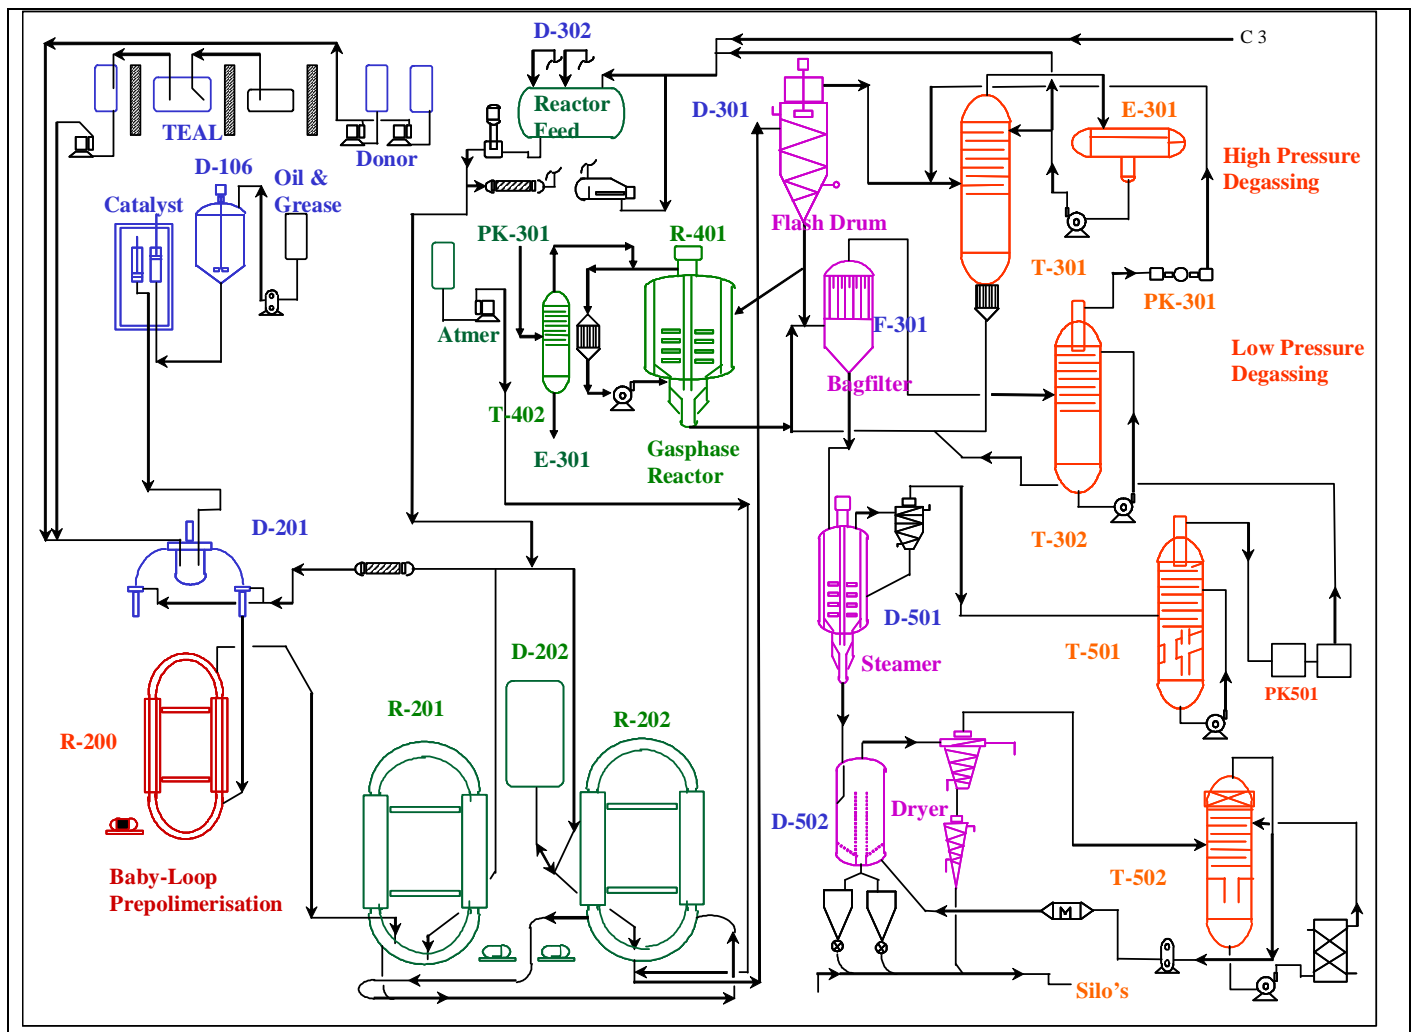 D-302
C 3
Reactor
Feed
D-301
E-301
TEAL
Donor
High Pressure
Degassing
D-106
Oil &
Grease
Catalyst
Flash Drum
PK-301
R-401
T-301
PK-301
Atmer
F-301
Low Pressure
Degassing
Bagfilter
T-402
Gasphase
Reactor
E-301
D-201
T-302
D-501
Steamer
T-501
PK501
D-202
R-201
R-202
R-200
Dryer
D-502
Baby-Loop
Prepolimerisation
T-502
M
Silo's